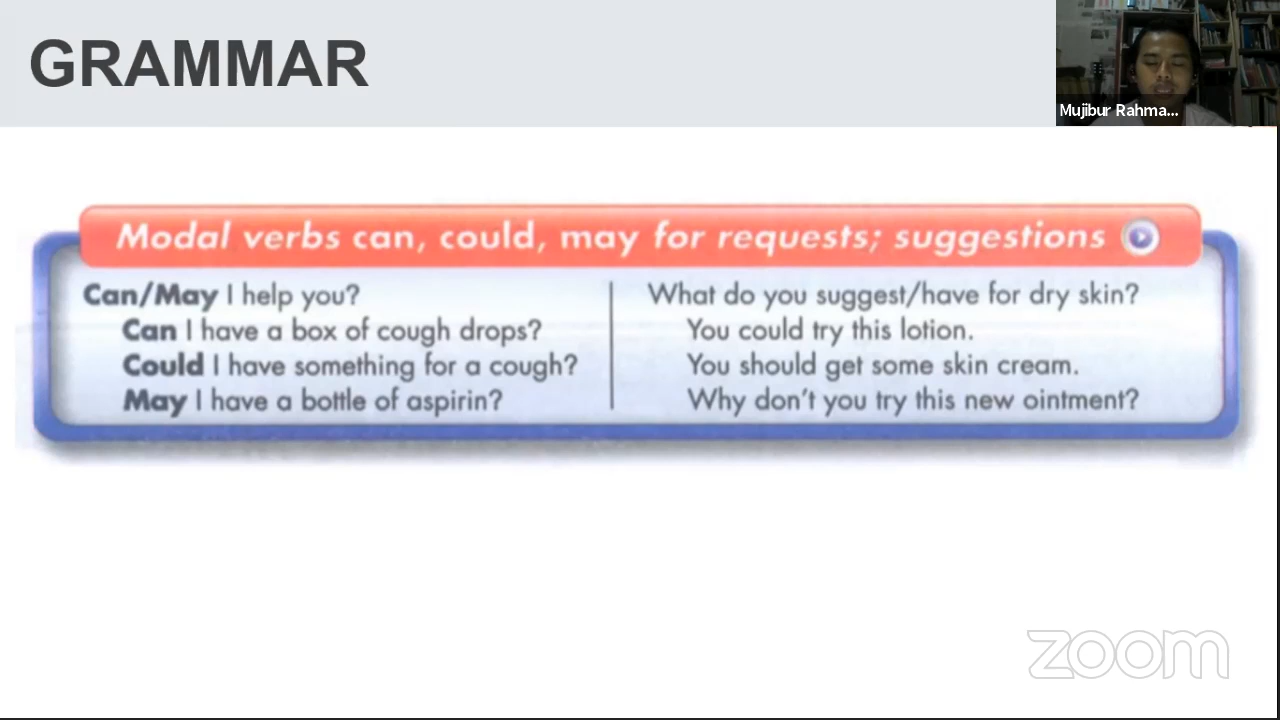 GRAMMAR
Mujibur Rahma...
Modal verbs can, could, may for requests; suggestions
Can/May I help you?
Can I have a box of cough drops?
Could I have something for a cough?
May I have a bottle of aspirin?
What do you suggest/have for dry skin?
You could try this lotion.
You should get some skin cream.
Why don't you try this new ointment?
zoom